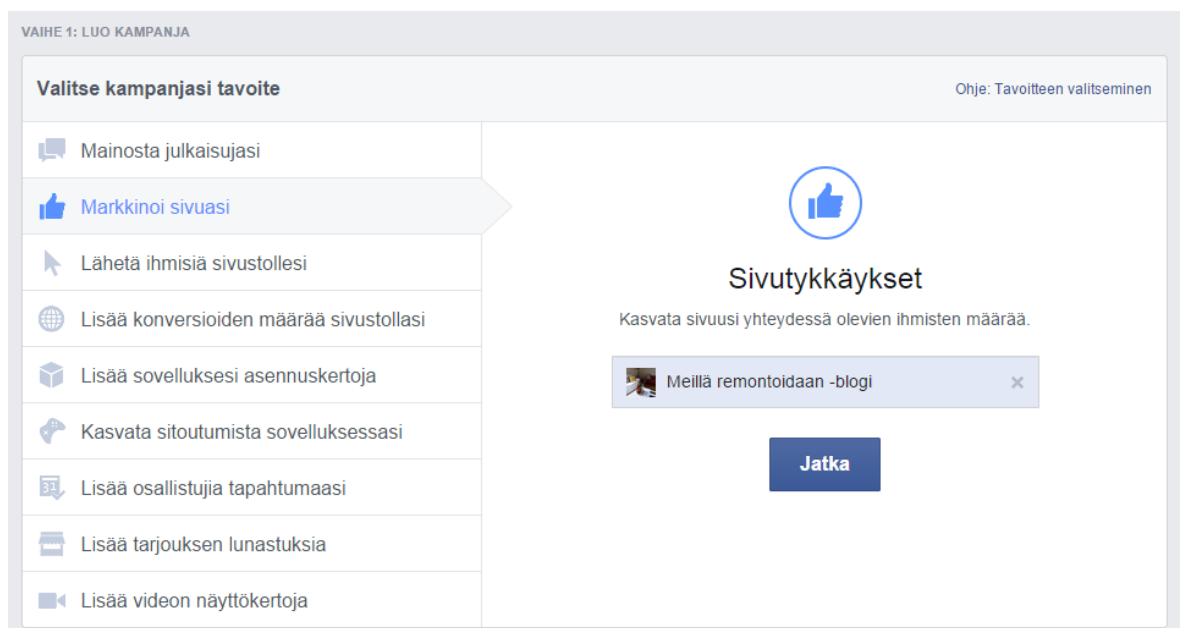 VAIHE 1: LUO KAMPANJA
Valitse kampanjasi tavoite
Ohje: Tavoitteen valitseminen
Mainosta julkaisujasi
Markkinoi sivuasi
Lähetä ihmisiä sivustollesi
Lisää konversioiden määrää sivustollasi
Lisää sovelluksesi asennuskertoja
Kasvata sitoutumista sovelluksessasi
31
Lisää osallistujia tapahtumaasi
Lisää tarjouksen lunastuksia
Lisää videon näyttökertoja
Sivutykkäykset
Kasvata sivuusi yhteydessä olevien ihmisten määrää.
Meillä remontoidaan -blogi
Jatka